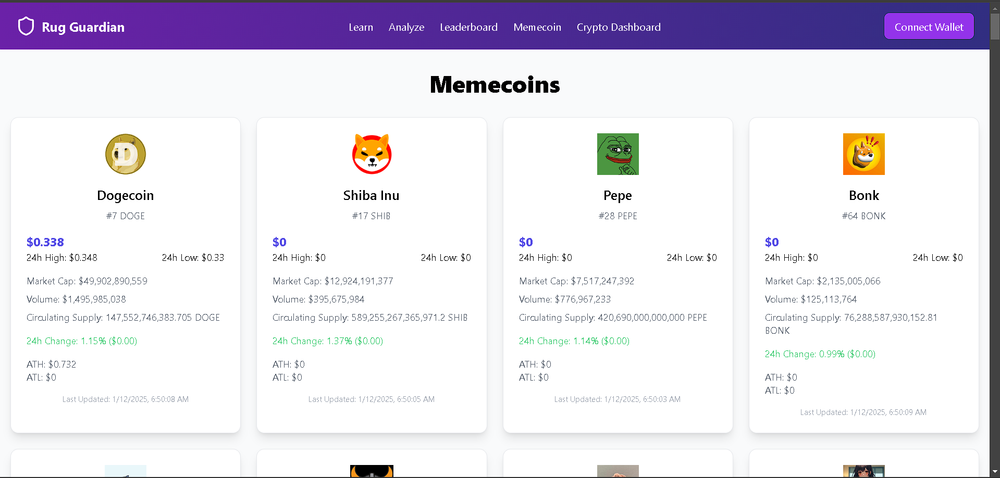 Rug Guardian
Learn Analyze Leaderboard Memecoin Crypto Dashboard
Connect Wallet
Memecoins
Dogecoin
#7 DOGE
$0.338
24h High: $0.348 24h Low: $0.33
Market Cap: $49,902,890,559
Volume: $1,495,985,038
Circulating Supply: 147,552,746,383.705 DOGE
24h Change: 1.15% ($0.00)
ATH: $0.732
ATL: $0
Last Updated: 1/12/2025, 6:50:08 AM
Shiba Inu
#17 SHIB
$0
24h High: $0 24h Low: $0
Market Cap: $12,924,191,377
Volume: $395,675,984
Circulating Supply: 589,255,267,365,971.2 SHIB
24h Change: 1.37% ($0.00)
ATH: $0
ATL: $0
Last Updated: 1/12/2025, 6:50:05 AM
Pepe
#28 PEPE
$0
24h High: $0 24h Low: $0
Market Cap: $7,517,247,392
Volume: $776,967,233
Circulating Supply: 420,690,000,000,000 PEPE
24h Change: 1.14% ($0.00)
ATH: $0
ATL: $0
Last Updated: 1/12/2025, 6:50:03 AM
Bonk
#64 BONK
$0
24h High: $0 24h Low: $0
Market Cap: $2,135,005,066
Volume: $125,113,764
Circulating Supply: 76,288,587,930,152.81
BONK
24h Change: 0.99% ($0.00)
ATH: $0
ATL: $0
Last Updated: 1/12/2025, 6:50:09 AM